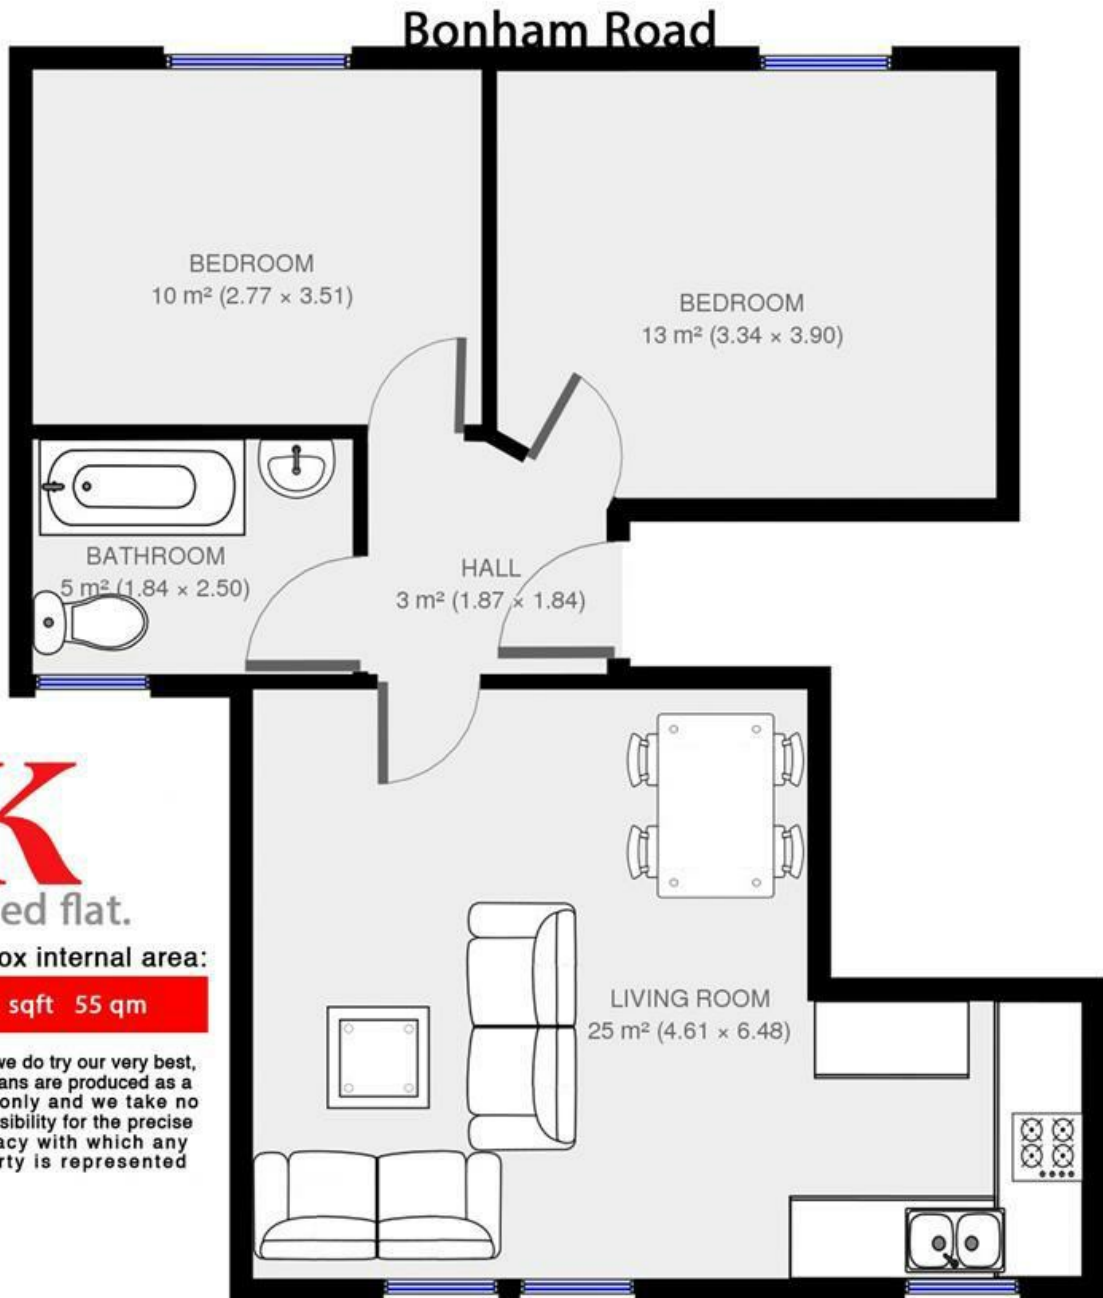 Bonham Road
BEDROOM
10 m² (2.77 × 3.51)
BEDROOM
13 m² (3.34 × 3.90)
BATHROOM
5 m² (1.84 × 2.50)
HALL
3 m² (1.87 × 1.84)
K
ed flat.
ox internal area:
sqft 55 qm
we do try our very best,
ans are produced as a
only and we take no
sibility for the precise
acy with which any
rty is represented
LIVING ROOM
25 m² (4.61 × 6.48)